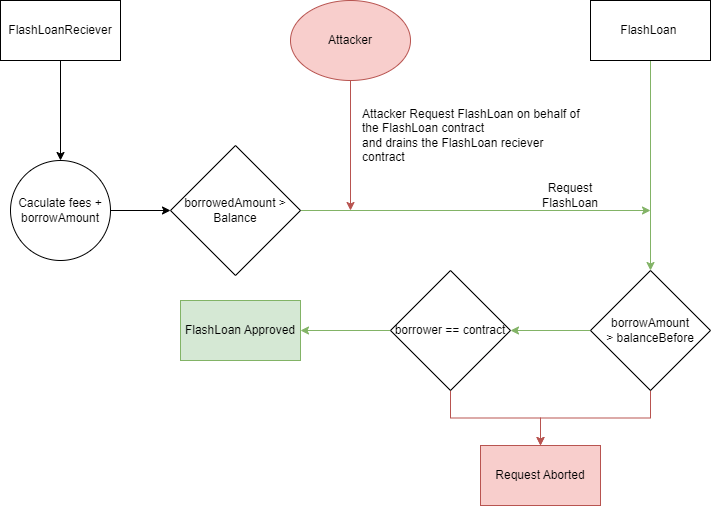 FlashLoanReciever
Attacker
FlashLoan
Attacker Request FlashLoan on behalf of
the FlashLoan contract
and drains the FlashLoan reciever
contract
Caculate fees +
borrowAmount
borrowedAmount >
Balance
Request
FlashLoan
FlashLoan Approved
borrower == contract
borrowAmount
> balanceBefore
Request Aborted